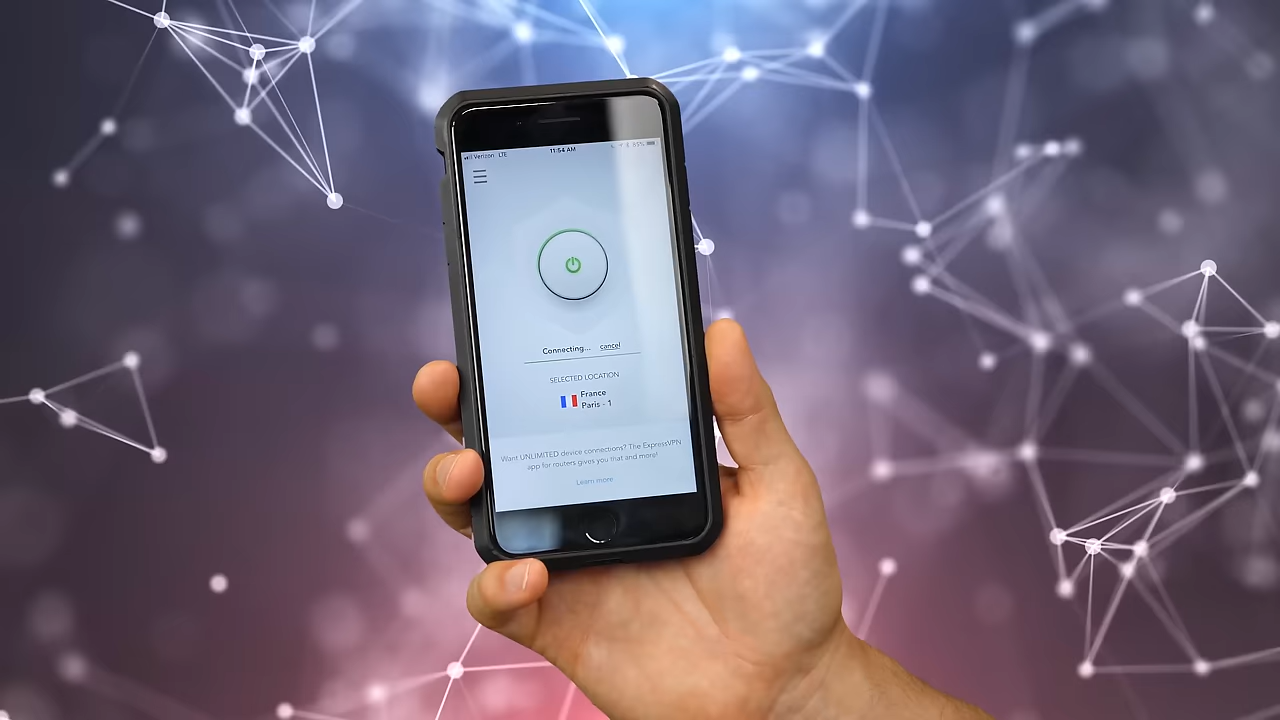 Verizon LTE 11:54 AM 85%
Connecting... cancel
SELECTED LOCATION
France
Paris - 1
Want UNLIMITED device connections? The ExpressVPN
app for routers gives you that and more!
Learn more